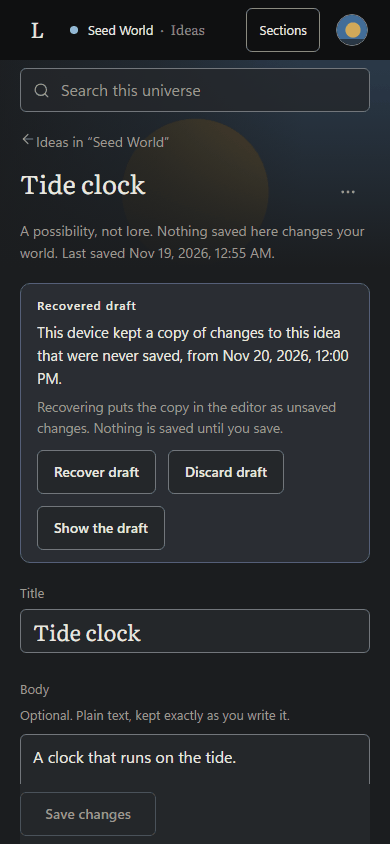 L
Seed World · Ideas
Sections
Search this universe
Ideas in “Seed World”
Tide clock
A possibility, not lore. Nothing saved here changes your
world. Last saved Nov 19, 2026, 12:55 AM.
Recovered draft
This device kept a copy of changes to this idea
that were never saved, from Nov 20, 2026, 12:00
PM.
Recovering puts the copy in the editor as unsaved
changes. Nothing is saved until you save.
Recover draft
Discard draft
Show the draft
Title
Tide clock
Body
Optional. Plain text, kept exactly as you write it.
A clock that runs on the tide.
Save changes